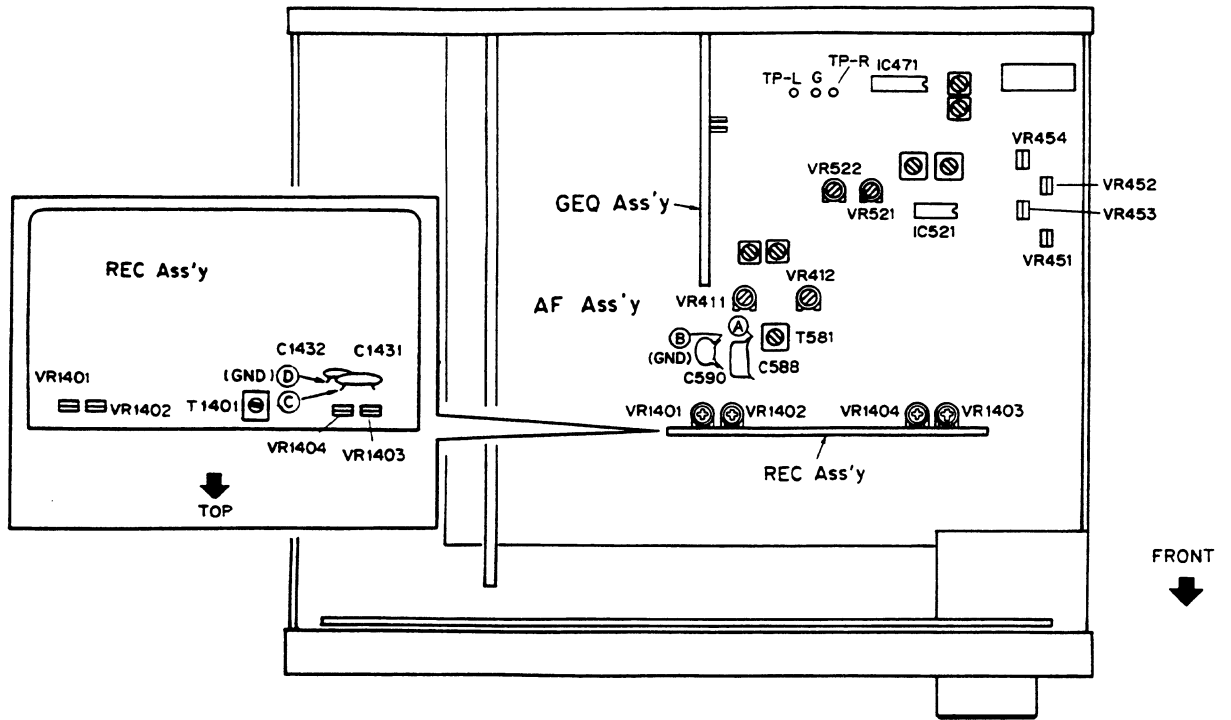 TP-L G TP-R IC471
VR454
VR522
VR452
VR521
VR453
IC521
GEQ Ass'y
VR451
VR412
AF Ass'y
VR411
A
B
T581
(GND)
C590 C588
VR1401 VR1402 VR1404 VR1403
REC Ass'y
REC Ass'y
C1432 C1431
(GND) D
VR1401
VR1402
T1401
C
VR1404
VR1403
TOP
FRONT